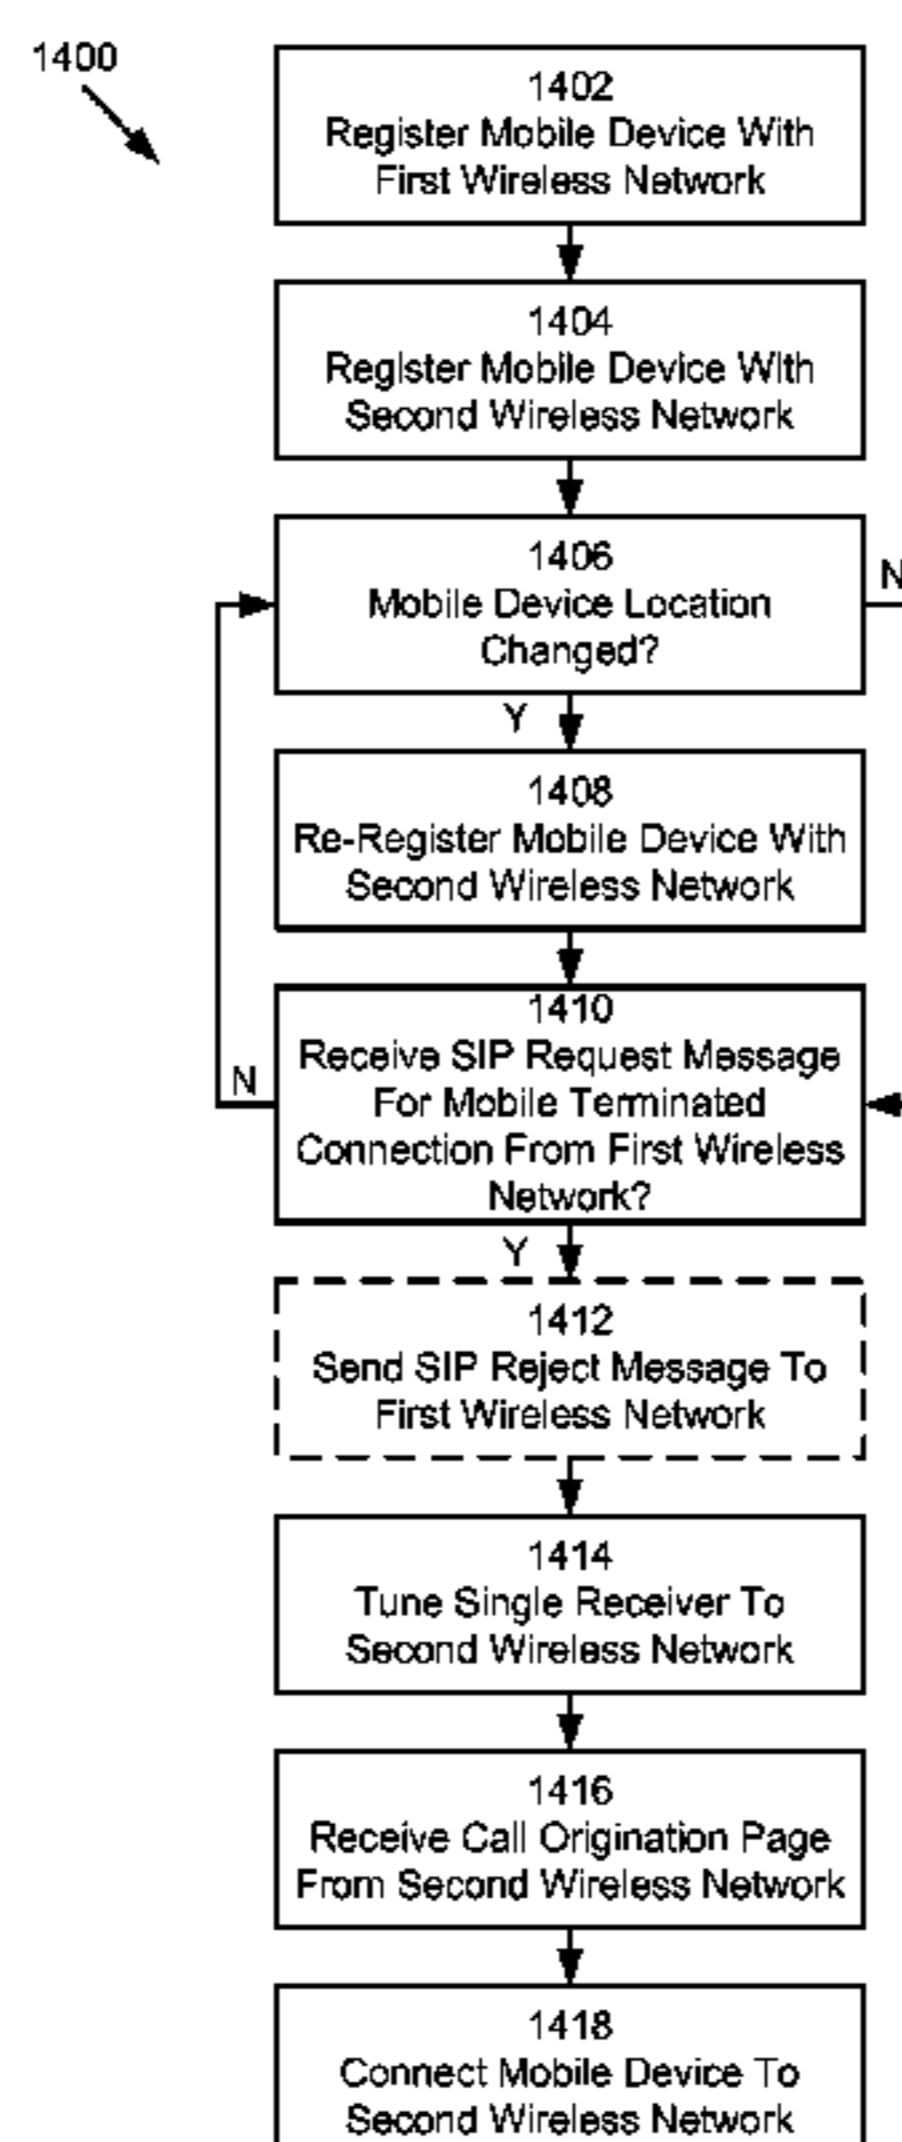 1400
1402
Register Mobile Device With
First Wireless Network
1404
Register Mobile Device With
Second Wireless Network
1406
Mobile Device Location
Changed?
N
Y
1408
Re-Register Mobile Device With
Second Wireless Network
1410
Receive SIP Request Message
For Mobile Terminated
Connection From First Wireless
Network?
N
Y
1412
Send SIP Reject Message To
First Wireless Network
1414
Tune Single Receiver To
Second Wireless Network
1416
Receive Call Origination Page
From Second Wireless Network
1418
Connect Mobile Device To
Second Wireless Network